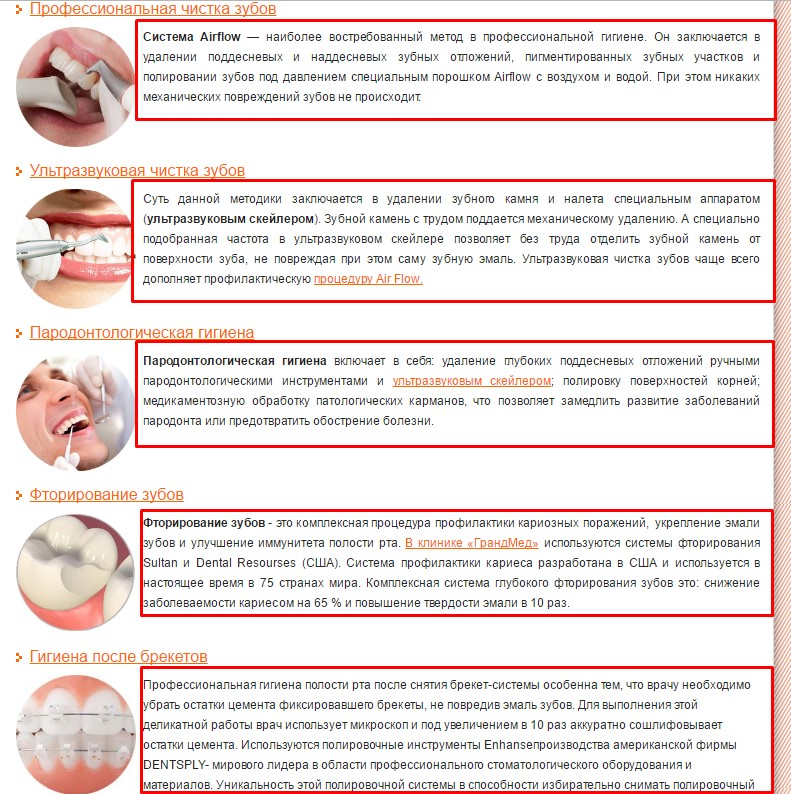 Профессиональная чистка зубов
Система Airflow — наиболее востребованный метод в профессиональной гигиене. Он заключается в
удалении поддесневых и наддесневых зубных отложений, пигментированных зубных участков и
полировании зубов под давлением специальным порошком Airflow с воздухом и водой. При этом никаких
механических повреждений зубов не происходит.
Ультразвуковая чистка зубов
Суть данной методики заключается в удалении зубного камня и налета специальным аппаратом
(ультразвуковым скейлером). Зубной камень с трудом поддается механическому удалению. А специально
подобранная частота в ультразвуковом скейлере позволяет без труда отделить зубной камень от
поверхности зуба, не повреждая при этом саму зубную эмаль. Ультразвуковая чистка зубов чаще всего
дополняет профилактическую процедуру Air Flow.
Пародонтологическая гигиена
Пародонтологическая гигиена включает в себя: удаление глубоких поддесневых отложений ручными
пародонтологическими инструментами и ультразвуковым скейлером; полировку поверхностей корней;
медикаментозную обработку патологических карманов, что позволяет замедлить развитие заболеваний
пародонта или предотвратить обострение болезни.
Фторирование зубов
Фторирование зубов - это комплексная процедура профилактики кариозных поражений, укрепление эмали
зубов и улучшение иммунитета полости рта. В клинике «ГрандМед» используются системы фторирования
Sultan и Dental Resourses (США). Система профилактики кариеса разработана в США и используется в
настоящее время в 75 странах мира. Комплексная система глубокого фторирования зубов это: снижение
заболеваемости кариесом на 65 % и повышение твердости эмали в 10 раз.
Гигиена после брекетов
Профессиональная гигиена полости рта после снятия брекет-системы особенна тем, что врачу необходимо
убрать остатки цемента фиксировавшего брекеты, не повредив эмаль зубов. Для выполнения этой
деликатной работы врач использует микроскоп и под увеличением в 10 раз аккуратно сошлифовывает
остатки цемента. Используются полировочные инструменты Enhanseпроизводства американской фирмы
DENTSPLY- мирового лидера в области профессионального стоматологического оборудования и
материалов. Уникальность этой полировочной системы в способности избирательно снимать полировочный